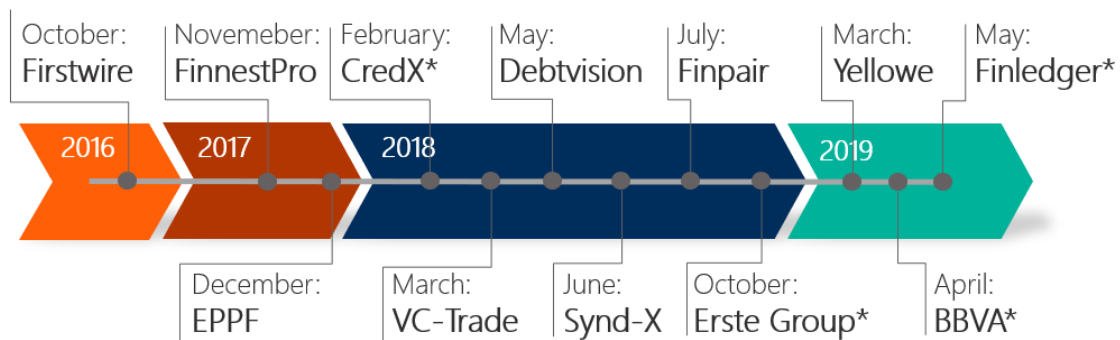 October:
Firstwire
Novemeber:
FinnestPro
February:
CredX*
May:
Debtvision
July:
Finpair
March:
Yellowe
May:
Finledger*
2016
2017
2018
2019
December:
EPPF
March:
VC-Trade
June:
Synd-X
October:
Erste Group*
April:
BBVA*